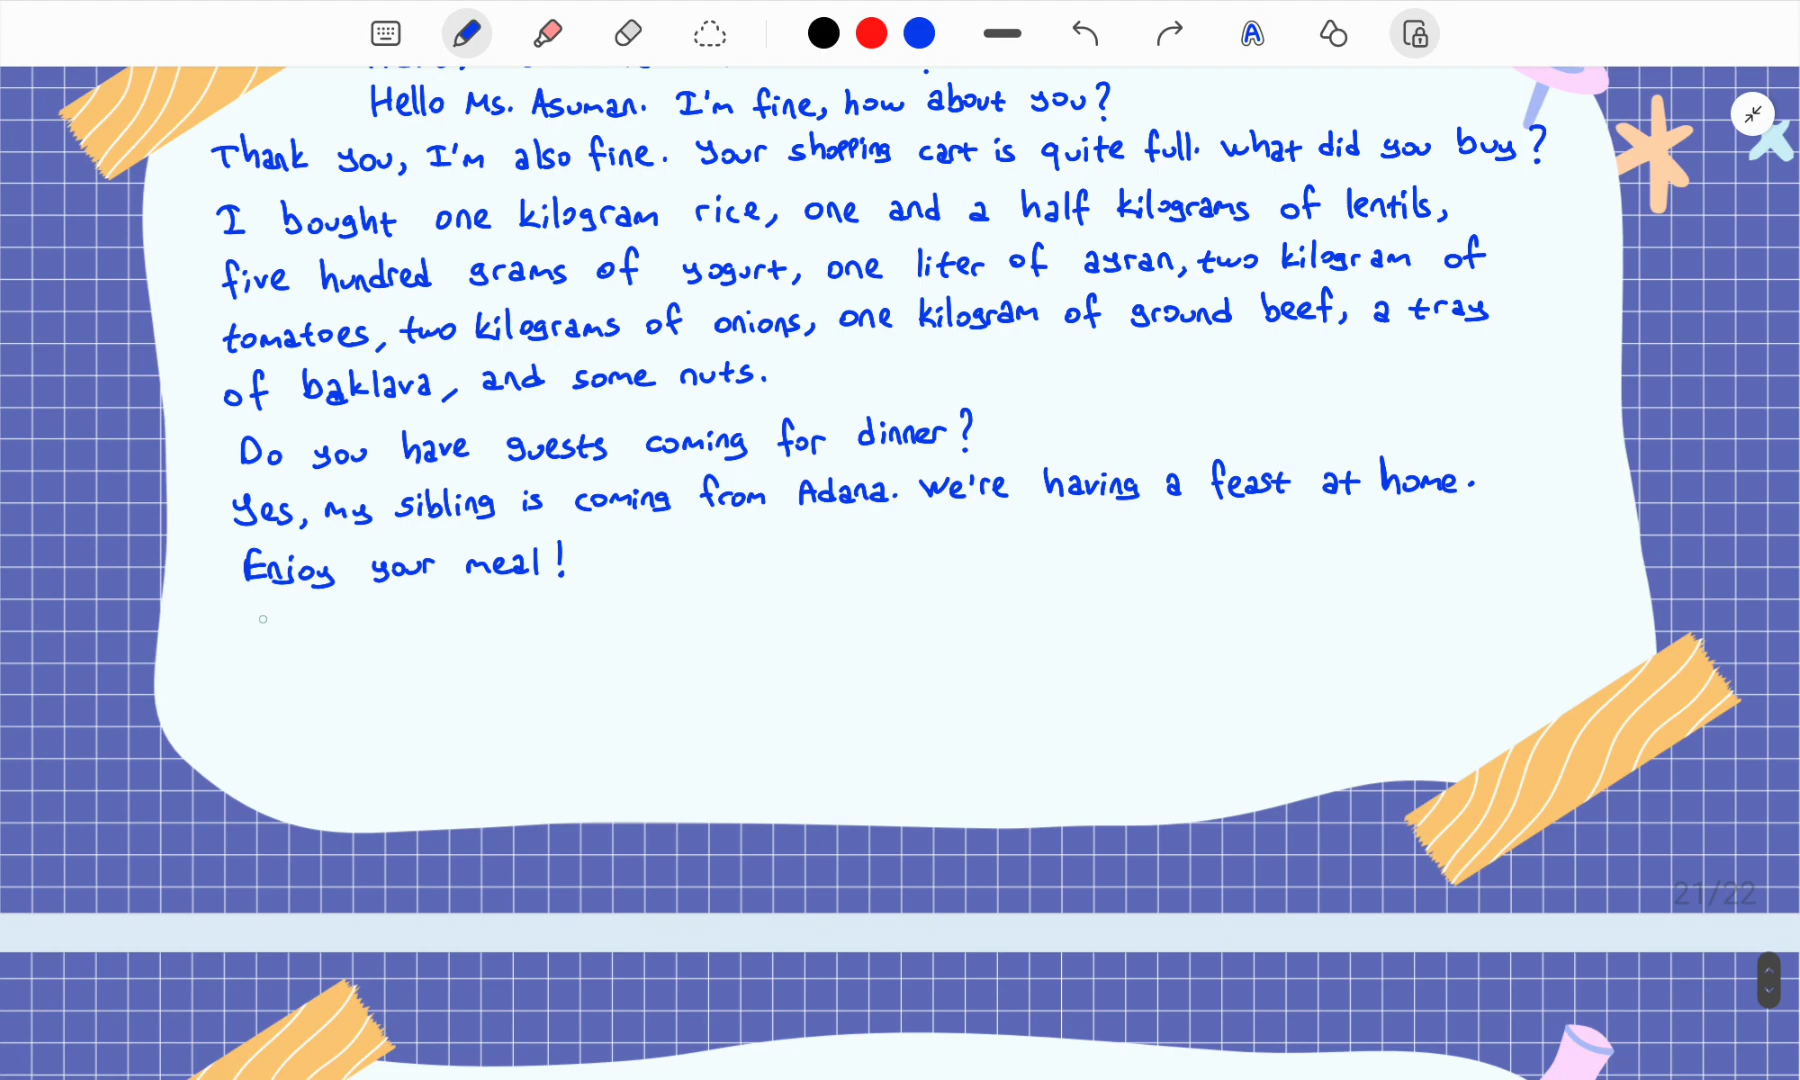 Hello Ms. Asuman. I'm fine, how about you?
Thank you, I'm also fine. Your shopping cart is quite full. What did you buy?
I bought one kilogram rice, one and a half kilograms of lentils,
five hundred grams of yogurt, one liter of ayran, two kilogram of
tomatoes, two kilograms of onions, one kilogram of ground beef, a tray
of baklava, and some nuts.
Do you have guests coming for dinner?
Yes, my sibling is coming from Adana. We're having a feast at home.
Enjoy your meal!
21/22